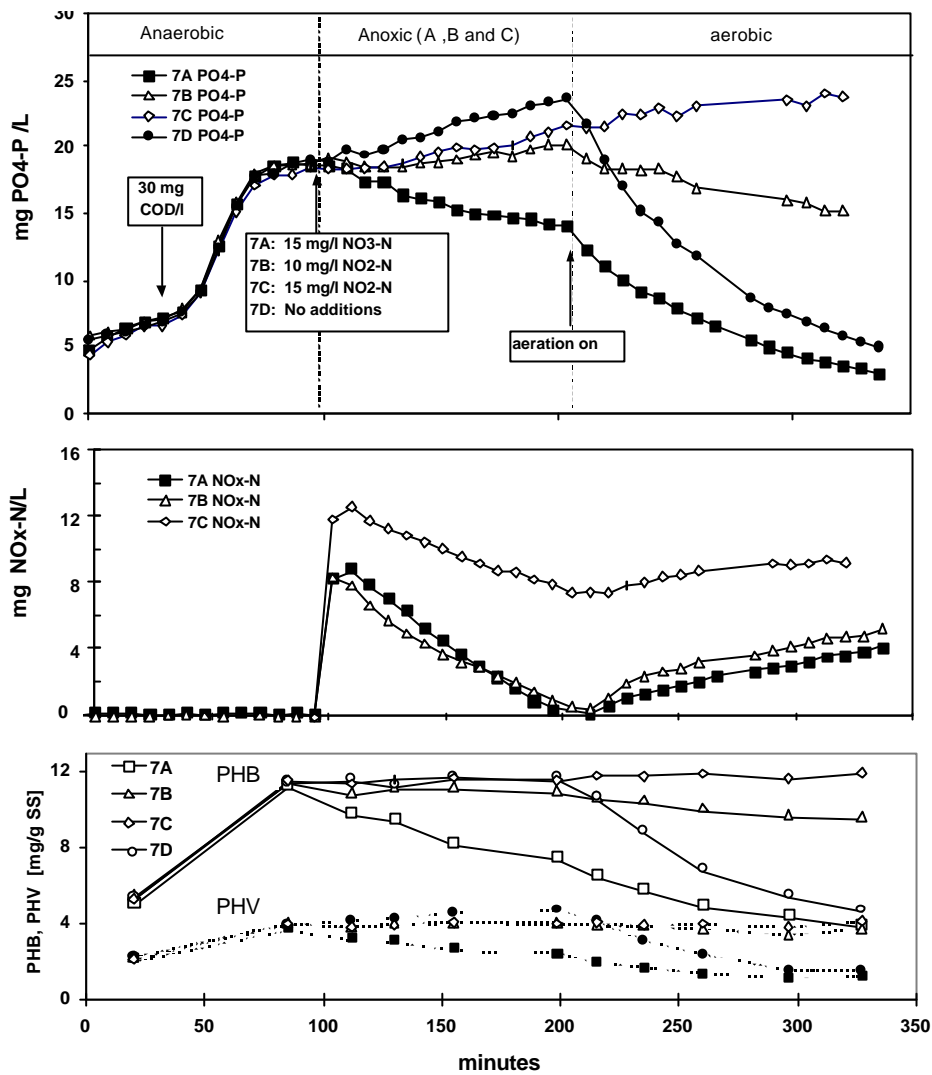 30
Anaerobic
Anoxic (A ,B and C)
aerobic
7A PO4-P
7B PO4-P
7C PO4-P
7D PO4-P
25
20
15
10
5
0
mg PO4-P /L
30 mg
COD/l
7A: 15 mg/l NO3-N
7B: 10 mg/l NO2-N
7C: 15 mg/l NO2-N
7D: No additions
aeration on
16
12
8
4
0
mg NOx-N/L
7A NOx-N
7B NOx-N
7C NOx-N
12
8
4
0
PHB, PHV [mg/g SS]
7A
7B
7C
7D
PHB
PHV
0
50
100
150
200
250
300
350
minutes